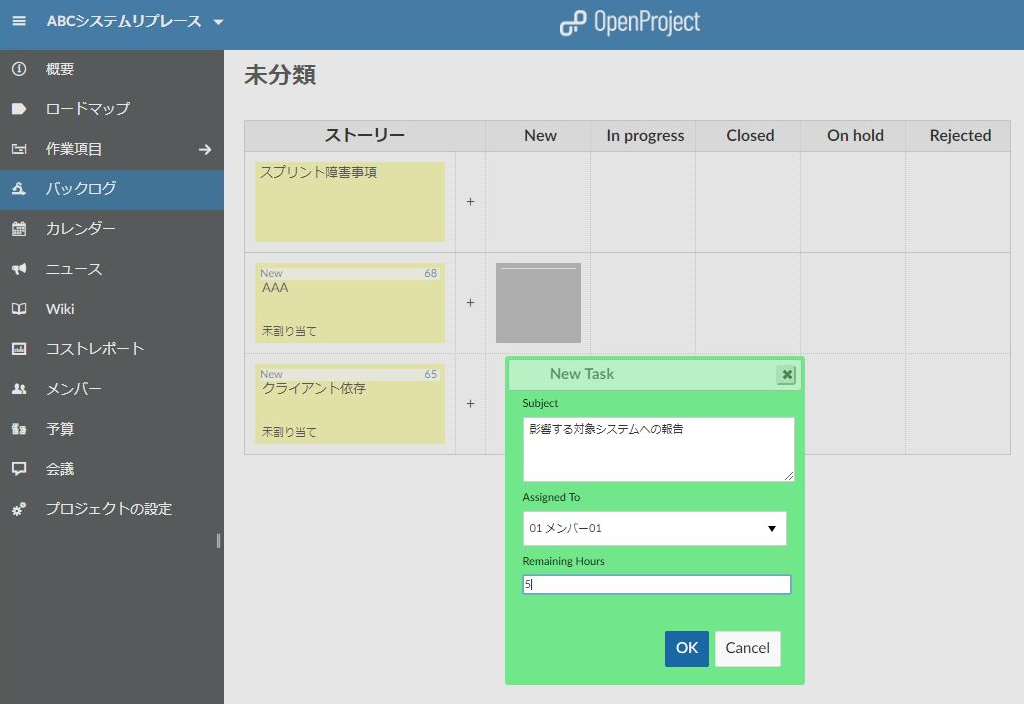 ABCシステムリプレース
OpenProject
概要
ロードマップ
作業項目
バックログ
カレンダー
ニュース
Wiki
コストレポート
メンバー
予算
会議
プロジェクトの設定
未分類
ストーリー New In progress Closed On hold Rejected
スプリント障害事項
+
New 68
AAA
未割り当て
+
New 65
クライアント依存
未割り当て
+
New Task
Subject
影響する対象システムへの報告
Assigned To
01 メンバー01
Remaining Hours
5
OK Cancel